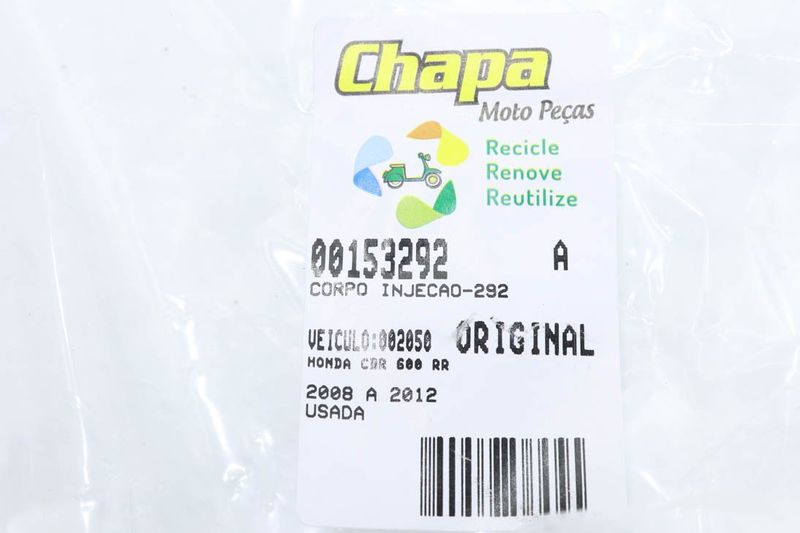 Chapa
Moto Peças
Recicle
Renove
Reutilize
00153292 A
CORPO INJECAO-292
VEICULO:002050 ORIGINAL
HONDA CBR 600 RR
2008 A 2012
USADA